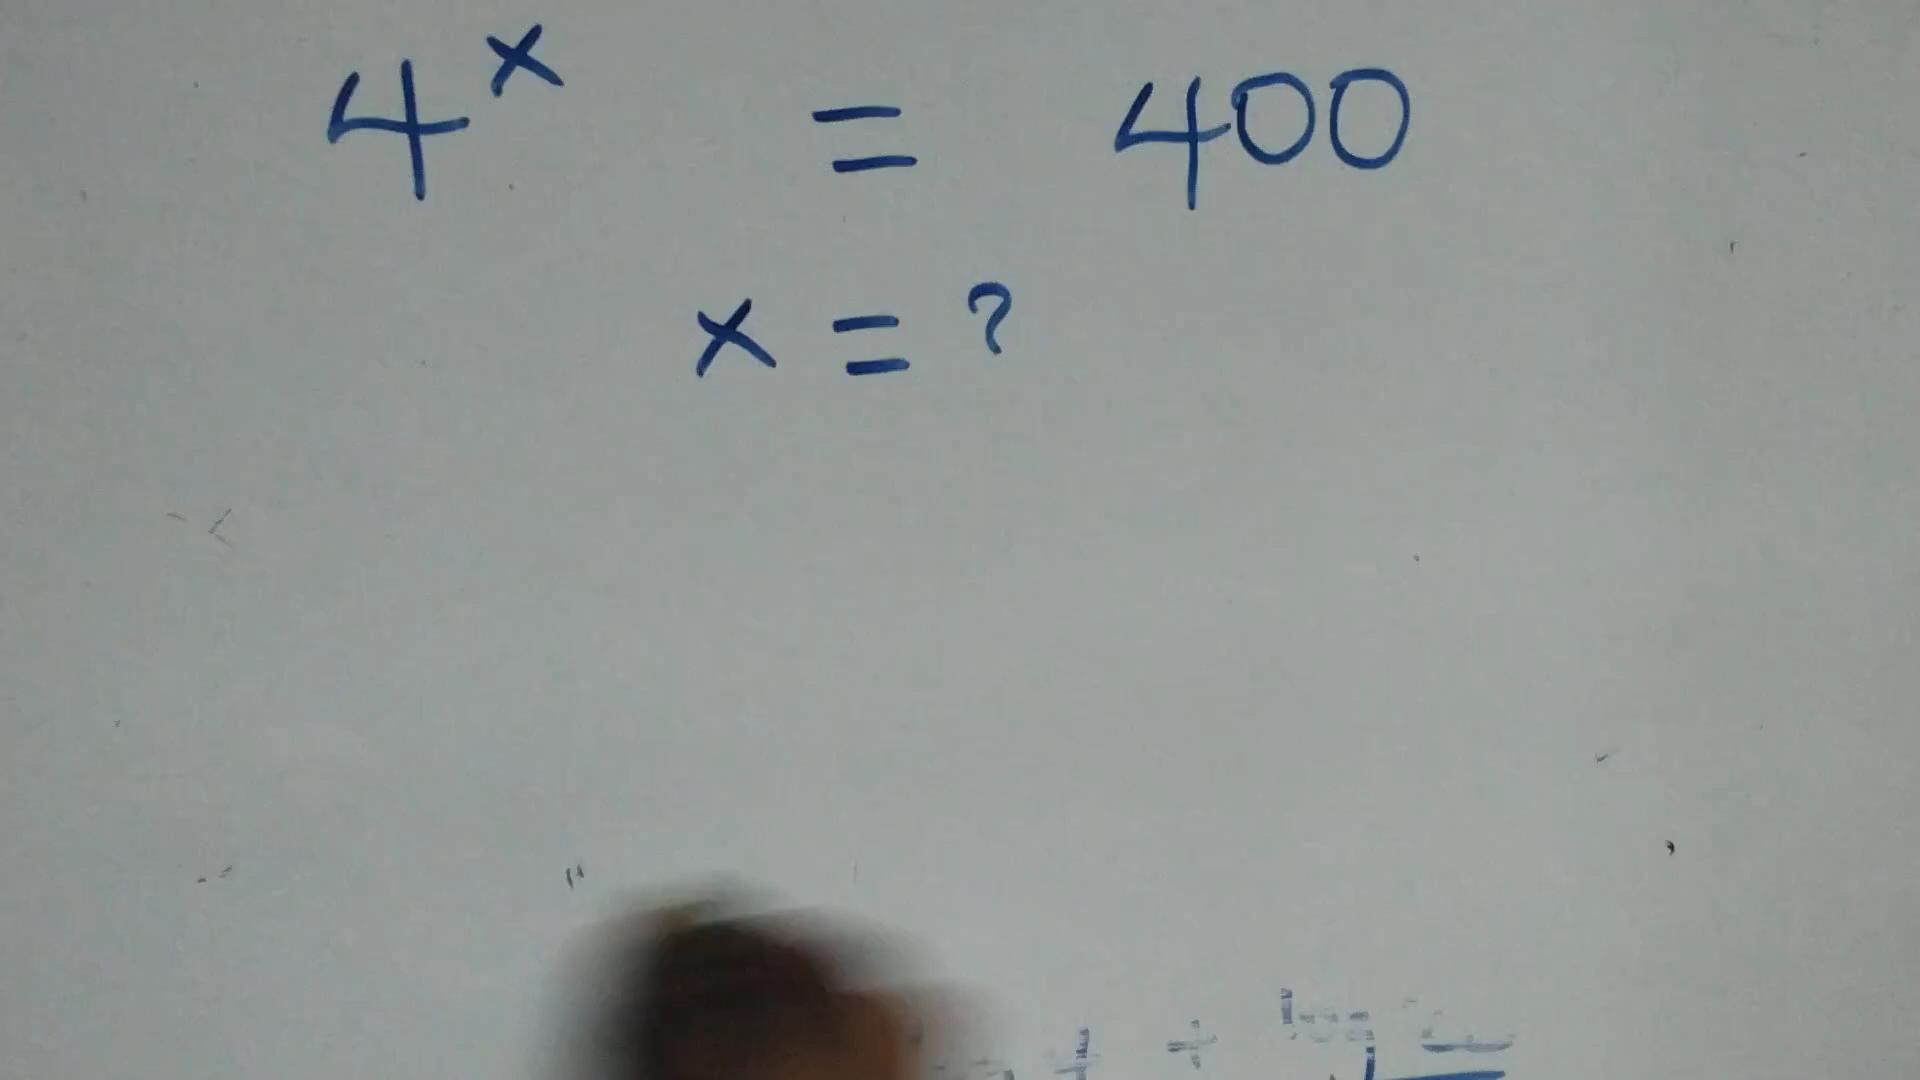 4^x = 400
x = ?